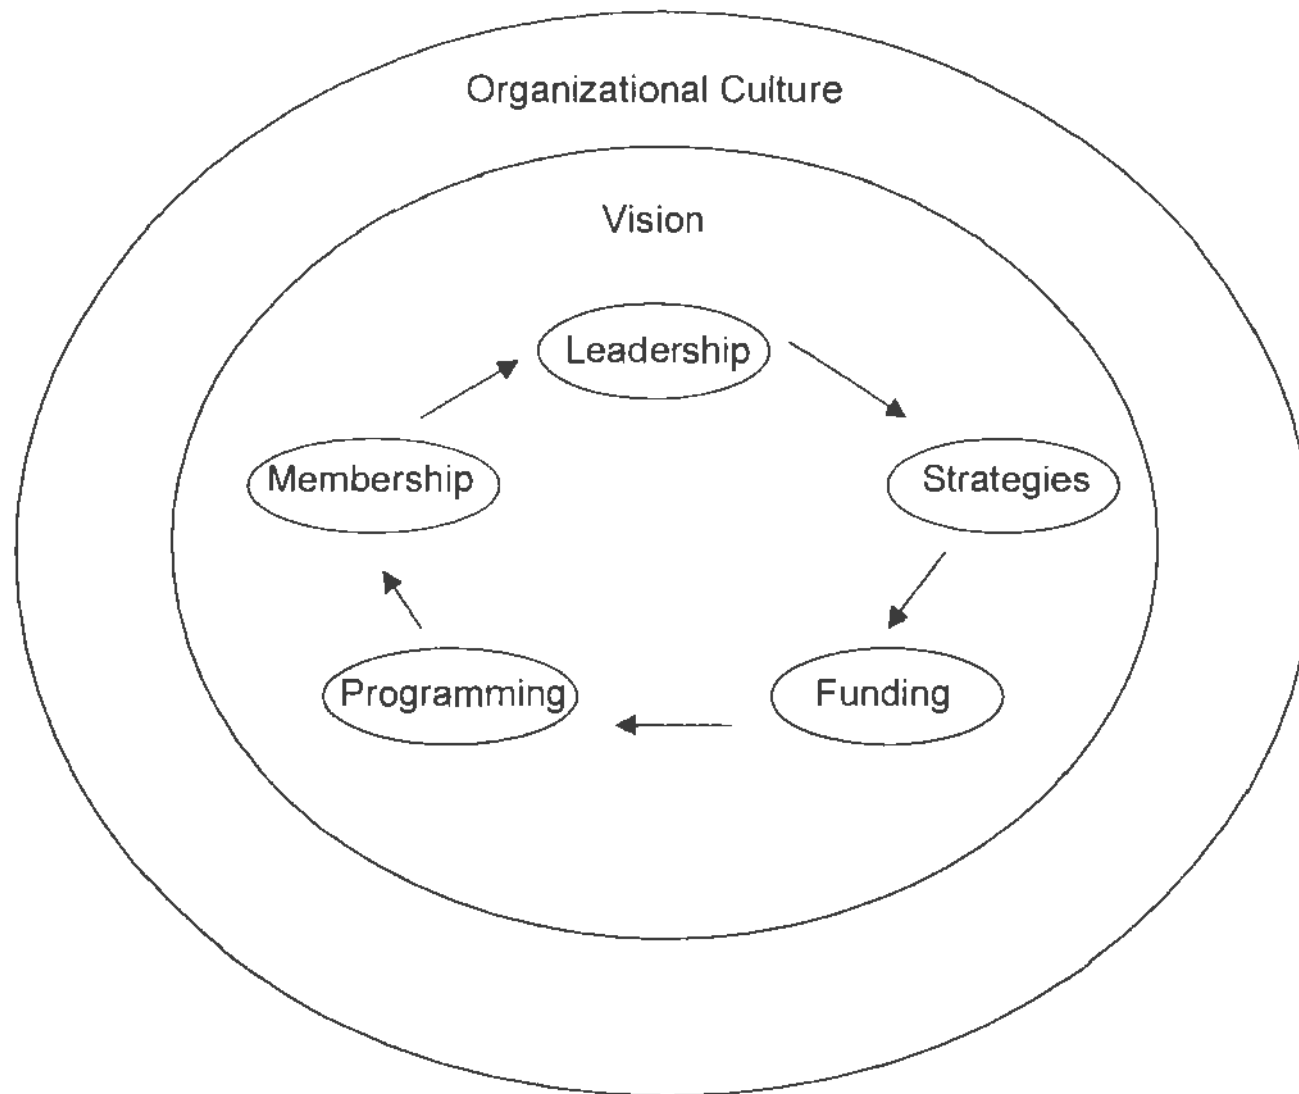 Organizational Culture
Vision
Leadership
Membership
Strategies
Programming
Funding